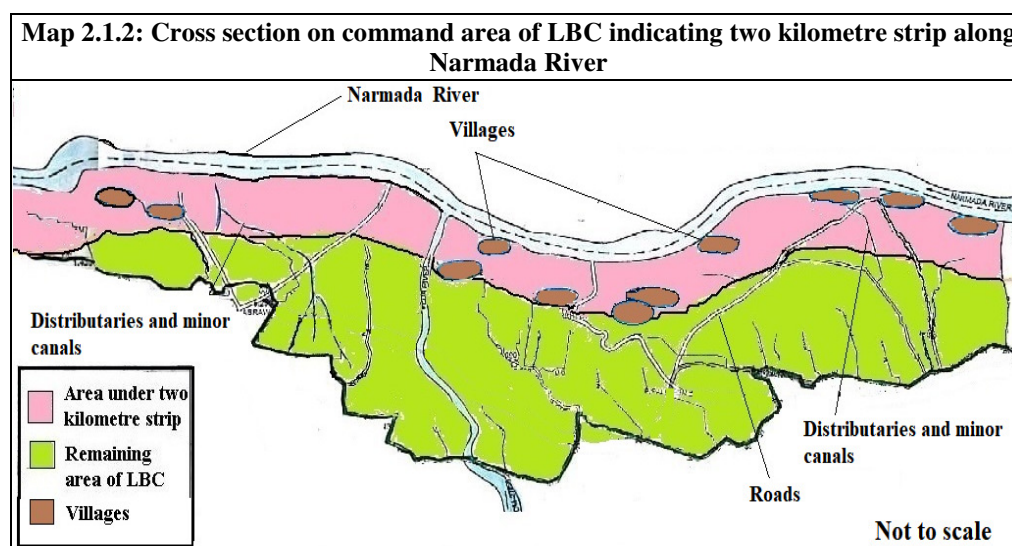 Map 2.1.2: Cross section on command area of LBC indicating two kilometre strip along
Narmada River
Narmada River
Villages
NARMADA RIVER
Distributaries and minor
canals
Area under two
kilometre strip
Remaining
area of LBC
Villages
Distributaries and minor
canals
Roads
Not to scale